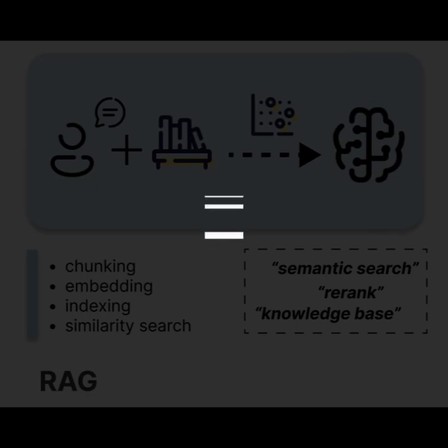 chunking
embedding
indexing
similarity search
“semantic search”
“rerank”
“knowledge base”
RAG